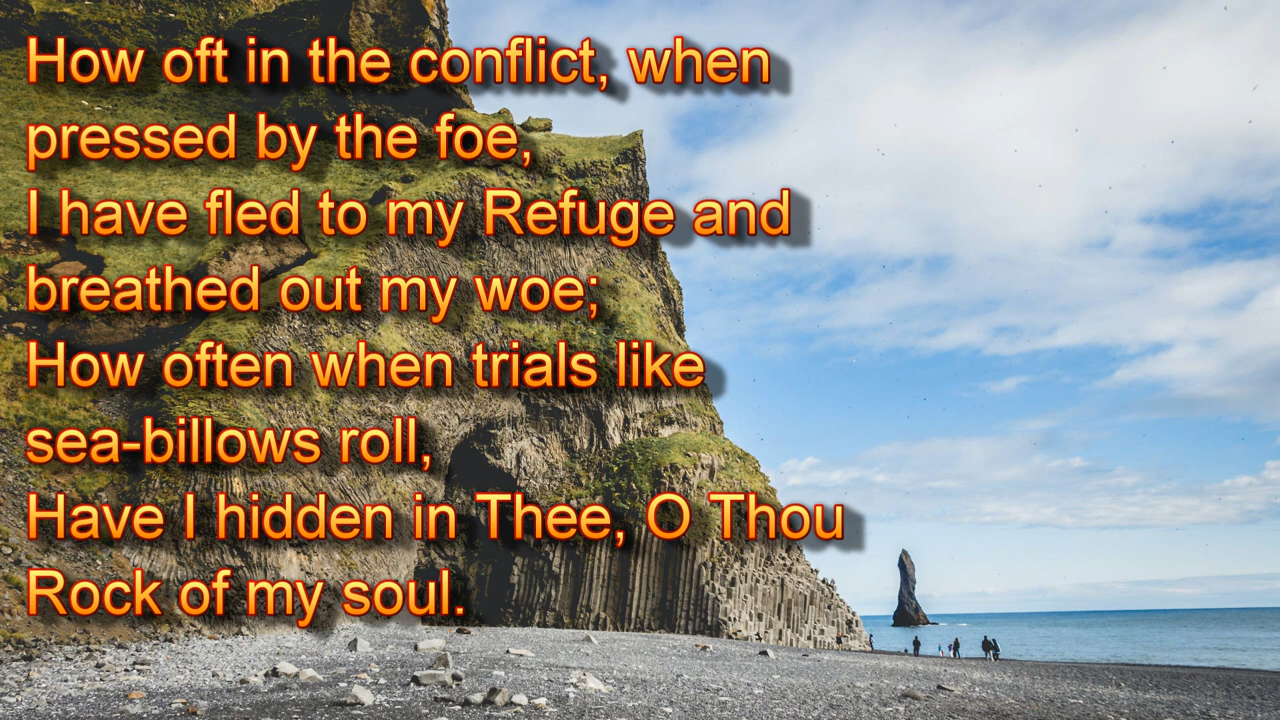 How oft in the conflict, when
pressed by the foe,
I have fled to my Refuge and
breathed out my woe;
How often when trials like
sea-billows roll,
Have I hidden in Thee, O Thou
Rock of my soul.